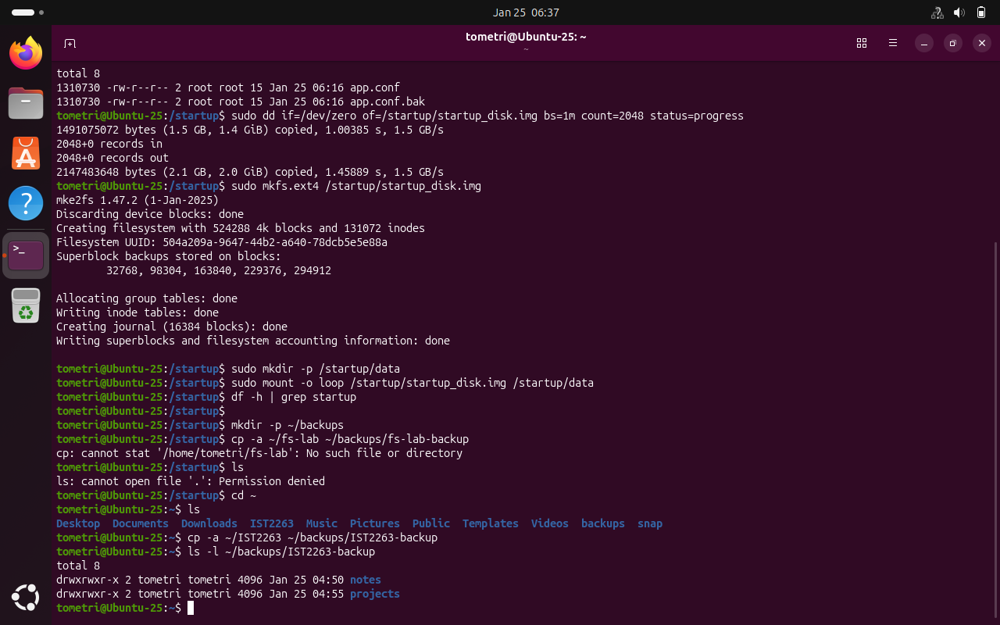 Jan 25 06:37
tometri@Ubuntu-25: ~
~
total 8
1310730 -rw-r--r-- 2 root root 15 Jan 25 06:16 app.conf
1310730 -rw-r--r-- 2 root root 15 Jan 25 06:16 app.conf.bak
tometri@Ubuntu-25:/startup$ sudo dd if=/dev/zero of=/startup/startup_disk.img bs=1m count=2048 status=progress
1491075072 bytes (1.5 GB, 1.4 GiB) copied, 1.00385 s, 1.5 GB/s
2048+0 records in
2048+0 records out
2147483648 bytes (2.1 GB, 2.0 GiB) copied, 1.45889 s, 1.5 GB/s
tometri@Ubuntu-25:/startup$ sudo mkfs.ext4 /startup/startup_disk.img
mke2fs 1.47.2 (1-Jan-2025)
Discarding device blocks: done
Creating filesystem with 524288 4k blocks and 131072 inodes
Filesystem UUID: 504a209a-9647-44b2-a640-78dcb5e5e88a
Superblock backups stored on blocks:
        32768, 98304, 163840, 229376, 294912
Allocating group tables: done
Writing inode tables: done
Creating journal (16384 blocks): done
Writing superblocks and filesystem accounting information: done
tometri@Ubuntu-25:/startup$ sudo mkdir -p /startup/data
tometri@Ubuntu-25:/startup$ sudo mount -o loop /startup/startup_disk.img /startup/data
tometri@Ubuntu-25:/startup$ df -h | grep startup
tometri@Ubuntu-25:/startup$
tometri@Ubuntu-25:/startup$ mkdir -p ~/backups
tometri@Ubuntu-25:/startup$ cp -a ~/fs-lab ~/backups/fs-lab-backup
cp: cannot stat '/home/tometri/fs-lab': No such file or directory
tometri@Ubuntu-25:/startup$ ls
ls: cannot open file '.': Permission denied
tometri@Ubuntu-25:/startup$ cd ~
tometri@Ubuntu-25:~$ ls
Desktop  Documents  Downloads  IST2263  Music  Pictures  Public  Templates  Videos  backups  snap
tometri@Ubuntu-25:~$ cp -a ~/IST2263 ~/backups/IST2263-backup
tometri@Ubuntu-25:~$ ls -l ~/backups/IST2263-backup
total 8
drwxrwxr-x 2 tometri tometri 4096 Jan 25 04:50 notes
drwxrwxr-x 2 tometri tometri 4096 Jan 25 04:55 projects
tometri@Ubuntu-25:~$